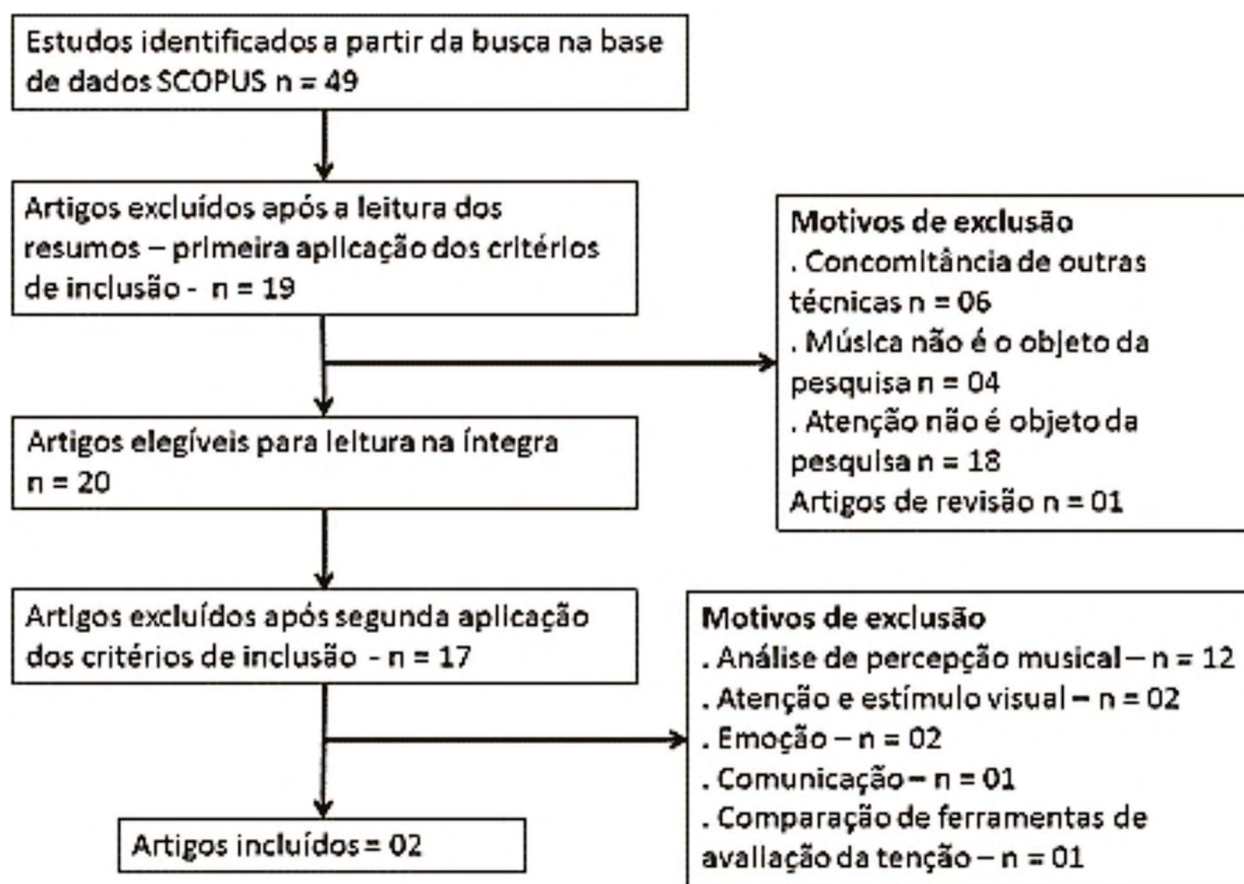 Estudos identificados a partir da busca na base
de dados SCOPUS n = 49
Artigos excluídos após a leitura dos
resumos – primeira aplicação dos critérios
de inclusão - n = 19
Motivos de exclusão
. Concomitância de outras
técnicas n = 06
. Música não é o objeto da
pesquisa n = 04
. Atenção não é objeto da
pesquisa n = 18
Artigos de revisão n = 01
Artigos elegíveis para leitura na íntegra
n = 20
Artigos excluídos após segunda aplicação
dos critérios de inclusão - n = 17
Motivos de exclusão
. Análise de percepção musical – n = 12
. Atenção e estímulo visual – n = 02
. Emoção – n = 02
. Comunicação – n = 01
. Comparação de ferramentas de
avaliação da tenção – n = 01
Artigos incluídos = 02